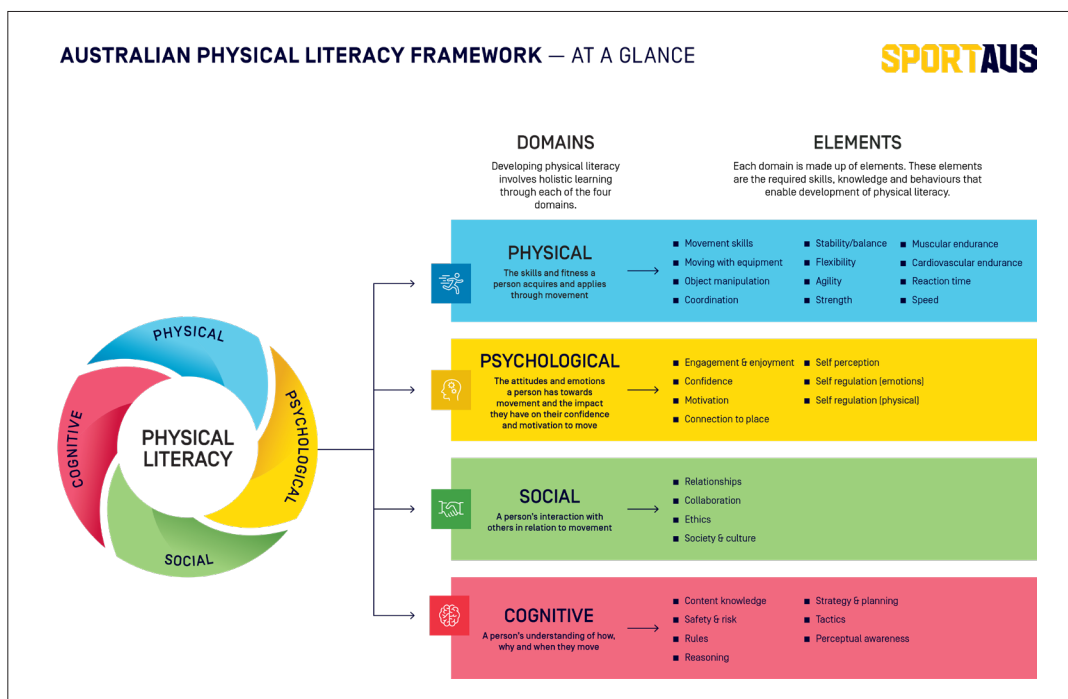 AUSTRALIAN PHYSICAL LITERACY FRAMEWORK — AT A GLANCE
SPORTAUS
DOMAINS
Developing physical literacy
involves holistic learning
through each of the four
domains.
ELEMENTS
Each domain is made up of elements. These elements
are the required skills, knowledge and behaviours that
enable development of physical literacy.
PHYSICAL
PSYCHOLOGICAL
SOCIAL
COGNITIVE
PHYSICAL
LITERACY
PHYSICAL
The skills and fitness a
person acquires and applies
through movement
■ Movement skills
■ Moving with equipment
■ Object manipulation
■ Coordination
■ Stability/balance
■ Flexibility
■ Agility
■ Strength
■ Muscular endurance
■ Cardiovascular endurance
■ Reaction time
■ Speed
PSYCHOLOGICAL
The attitudes and emotions
a person has towards
movement and the impact
they have on their confidence
and motivation to move
■ Engagement & enjoyment
■ Confidence
■ Motivation
■ Connection to place
■ Self perception
■ Self regulation (emotions)
■ Self regulation (physical)
SOCIAL
A person's interaction with
others in relation to movement
■ Relationships
■ Collaboration
■ Ethics
■ Society & culture
COGNITIVE
A person's understanding of how,
why and when they move
■ Content knowledge
■ Safety & risk
■ Rules
■ Reasoning
■ Strategy & planning
■ Tactics
■ Perceptual awareness